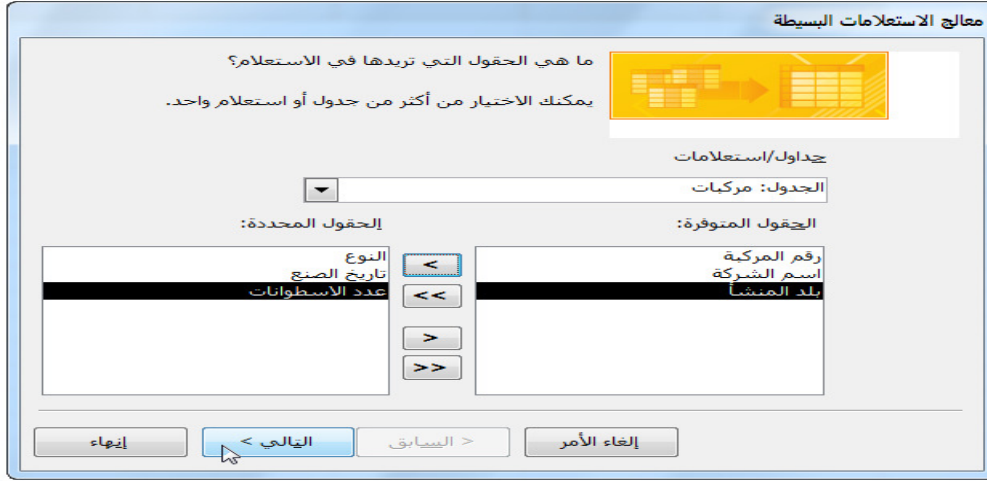 معالج الاستعلامات البسيطة
ما هي الحقول التي تريدها في الاستعلام؟
يمكنك الاختيار من أكثر من جدول أو استعلام واحد.
جداول/استعلامات
الجدول: مركبات
الحقول المتوفرة:
الحقول المحددة:
رقم المركبة
اسم الشركة
بلد المنشأ
<
<<
>
>>
النوع
تاريخ الصنع
عدد الاسطوانات
إلغاء الأمر
< السابق
التالي >
إنهاء